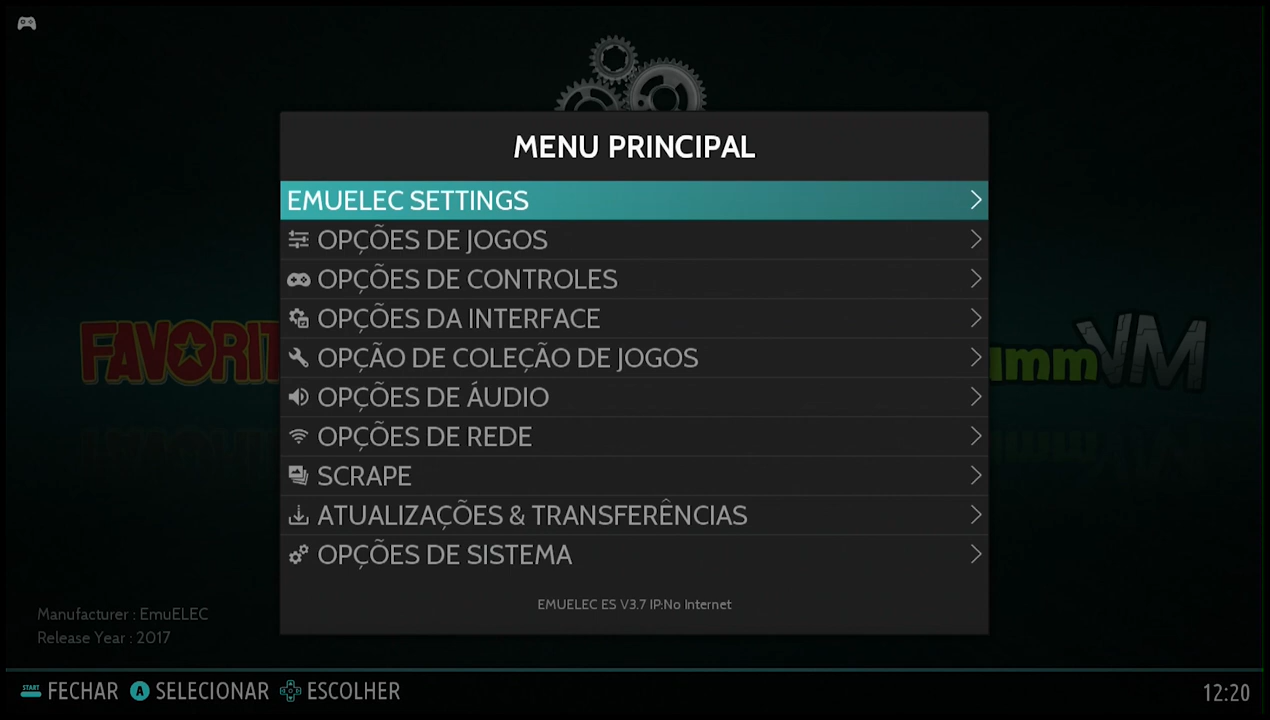 MENU PRINCIPAL
EMUELEC SETTINGS
OPÇÕES DE JOGOS
OPÇÕES DE CONTROLES
OPÇÕES DA INTERFACE
OPÇÃO DE COLEÇÃO DE JOGOS
OPÇÕES DE ÁUDIO
OPÇÕES DE REDE
SCRAPE
ATUALIZAÇÕES & TRANSFERÊNCIAS
OPÇÕES DE SISTEMA
EMUELEC ES V3.7 IP:No Internet
FAVORIT
ummVM
Manufacturer : EmuELEC
Release Year : 2017
START FECHAR A SELECIONAR ESCOLHER
12:20